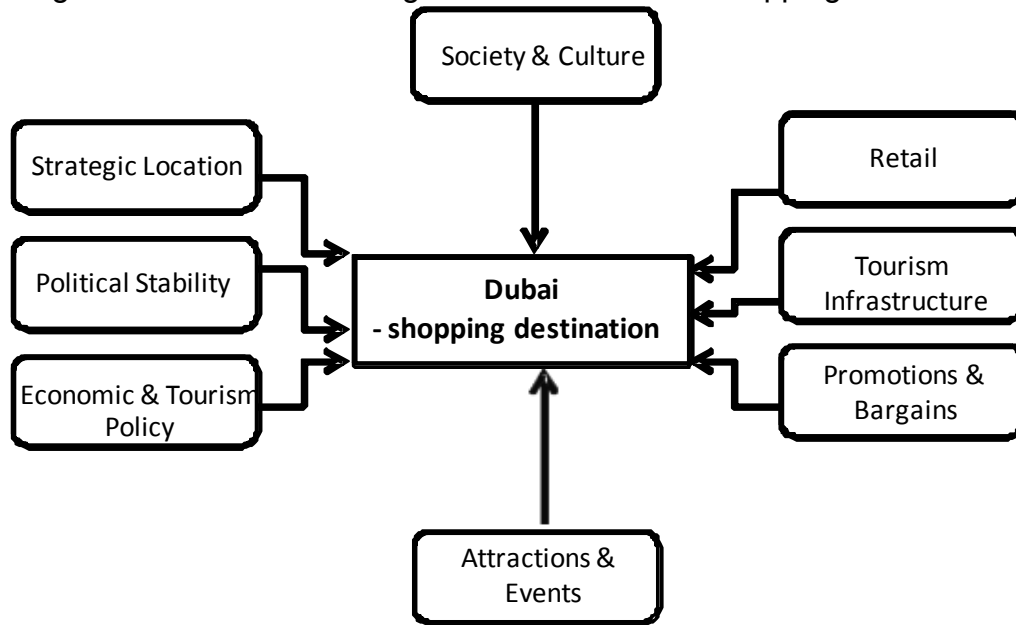 Society & Culture
Strategic Location
Retail
Political Stability
Dubai
- shopping destination
Tourism
Infrastructure
Economic & Tourism
Policy
Promotions &
Bargains
Attractions &
Events